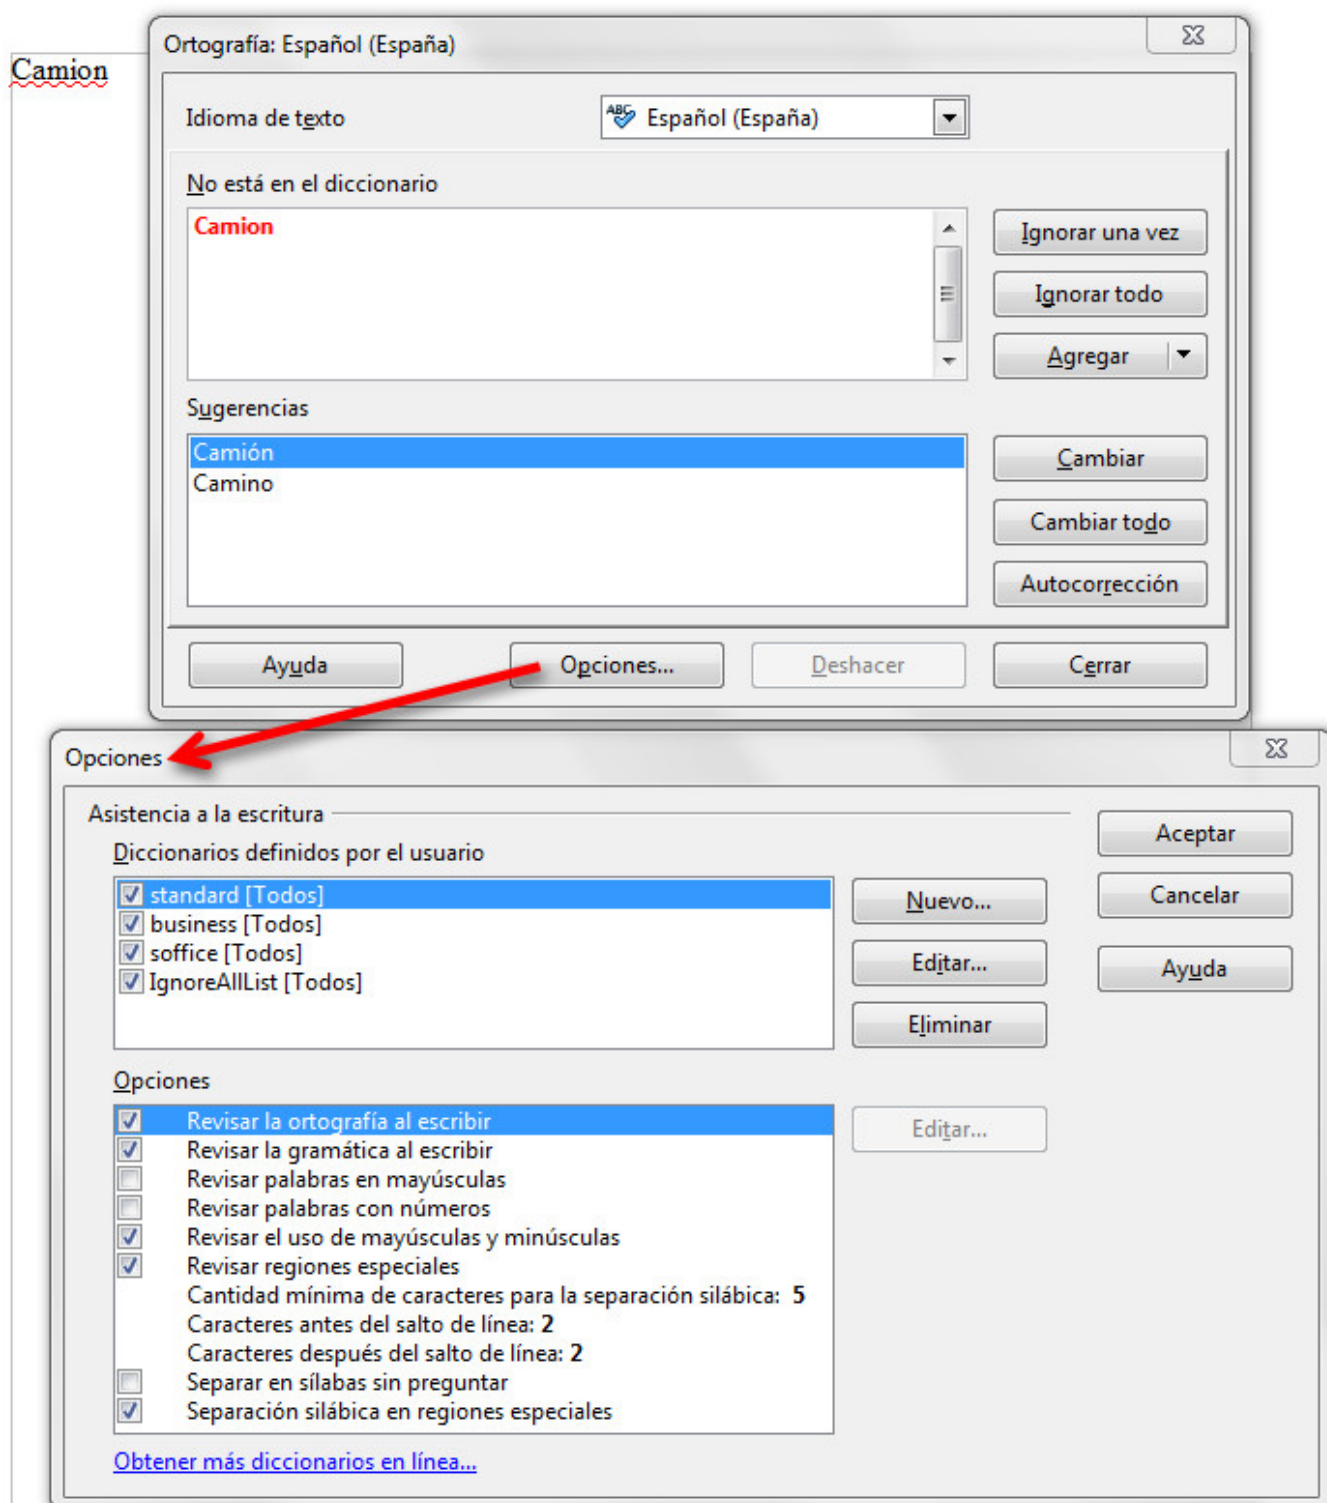 Camion
Ortografía: Español (España)
Idioma de texto
ABC Español (España)
No está en el diccionario
Camion
Ignorar una vez
Ignorar todo
Agregar
Sugerencias
Camión
Camino
Cambiar
Cambiar todo
Autocorrección
Ayuda Opciones... Deshacer Cerrar
Opciones
Asistencia a la escritura
Diccionarios definidos por el usuario
standard [Todos]
business [Todos]
soffice [Todos]
IgnoreAllList [Todos]
Nuevo...
Editar...
Eliminar
Aceptar
Cancelar
Ayuda
Opciones
Revisar la ortografía al escribir
Revisar la gramática al escribir
Revisar palabras en mayúsculas
Revisar palabras con números
Revisar el uso de mayúsculas y minúsculas
Revisar regiones especiales
Cantidad mínima de caracteres para la separación silábica: 5
Caracteres antes del salto de línea: 2
Caracteres después del salto de línea: 2
Separar en sílabas sin preguntar
Separación silábica en regiones especiales
Editar...
Obtener más diccionarios en línea...